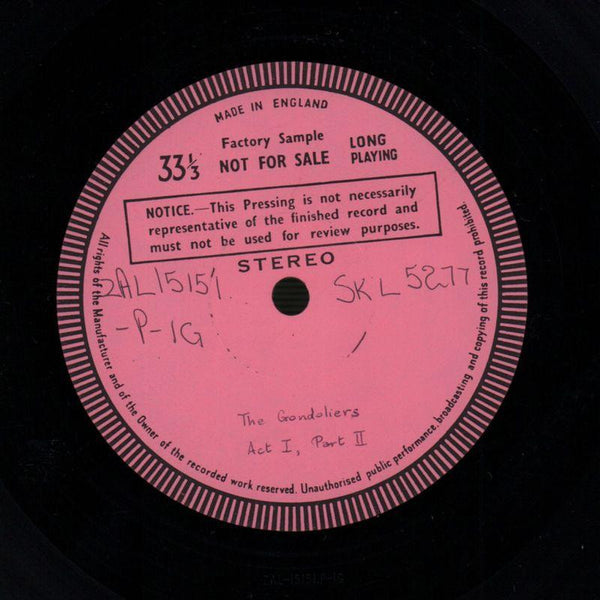 MADE IN ENGLAND
Factory Sample
33⅓ NOT FOR SALE LONG PLAYING
NOTICE.—This Pressing is not necessarily
representative of the finished record and
must not be used for review purposes.
STEREO
ZAL15151 SKL 5277
-P-1G
The Gondoliers
Act I, Part II
All rights of the Manufacturer and of the Owner of the recorded work reserved. Unauthorised public performance, broadcasting and copying of this record prohibited.
ZAL-15151P-1G